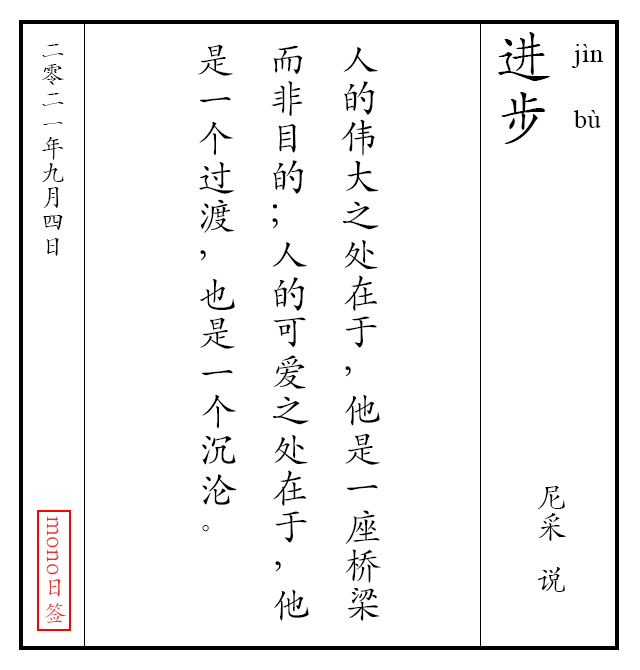 进步
jìn
bù
尼采 说
人的伟大之处在于，他是一座桥梁
而非目的；人的可爱之处在于，他
是一个过渡，也是一个沉沦。
二零二一年九月四日
mono日签